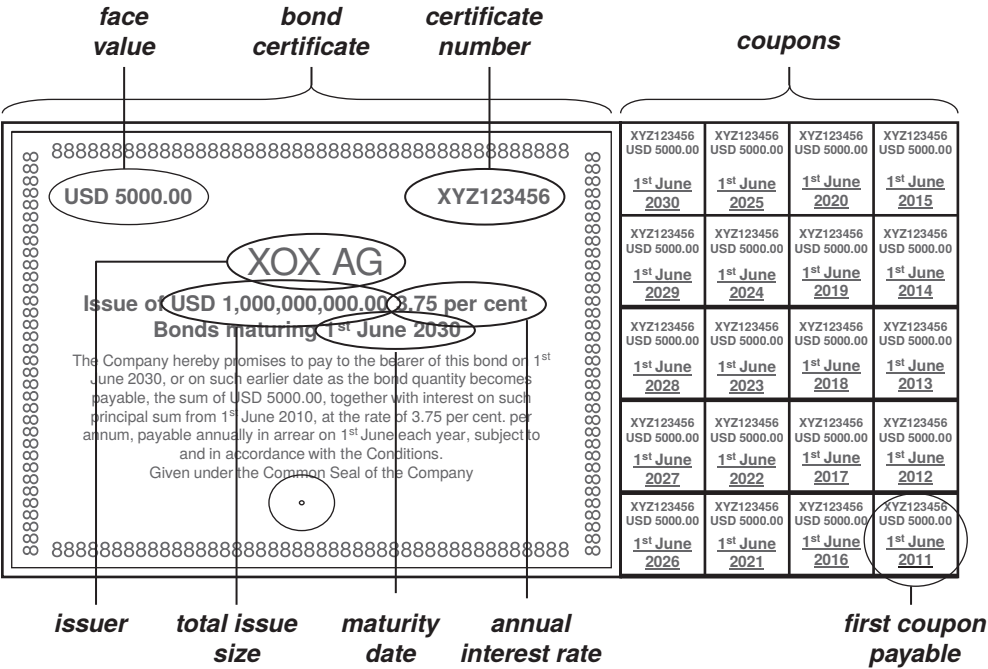 face
value
bond
certificate
certificate
number
coupons
88888888888888888888888888888888888888888888888888
USD 5000.00
XYZ123456
XOX AG
Issue of USD 1,000,000,000.00 3.75 per cent
Bonds maturing 1st June 2030
The Company hereby promises to pay to the bearer of this bond on 1st
June 2030, or on such earlier date as the bond quantity becomes
payable, the sum of USD 5000.00, together with interest on such
principal sum from 1st June 2010, at the rate of 3.75 per cent. per
annum, payable annually in arrear on 1st June each year, subject to
and in accordance with the Conditions.
Given under the Common Seal of the Company
88888888888888888888888888888888888888888888888888
XYZ123456 XYZ123456 XYZ123456 XYZ123456
USD 5000.00 USD 5000.00 USD 5000.00 USD 5000.00
1st June 1st June 1st June 1st June
2030 2025 2020 2015
XYZ123456 XYZ123456 XYZ123456 XYZ123456
USD 5000.00 USD 5000.00 USD 5000.00 USD 5000.00
1st June 1st June 1st June 1st June
2029 2024 2019 2014
XYZ123456 XYZ123456 XYZ123456 XYZ123456
USD 5000.00 USD 5000.00 USD 5000.00 USD 5000.00
1st June 1st June 1st June 1st June
2028 2023 2018 2013
XYZ123456 XYZ123456 XYZ123456 XYZ123456
USD 5000.00 USD 5000.00 USD 5000.00 USD 5000.00
1st June 1st June 1st June 1st June
2027 2022 2017 2012
XYZ123456 XYZ123456 XYZ123456 XYZ123456
USD 5000.00 USD 5000.00 USD 5000.00 USD 5000.00
1st June 1st June 1st June 1st June
2026 2021 2016 2011
issuer
total issue
size
maturity
date
annual
interest rate
first coupon
payable